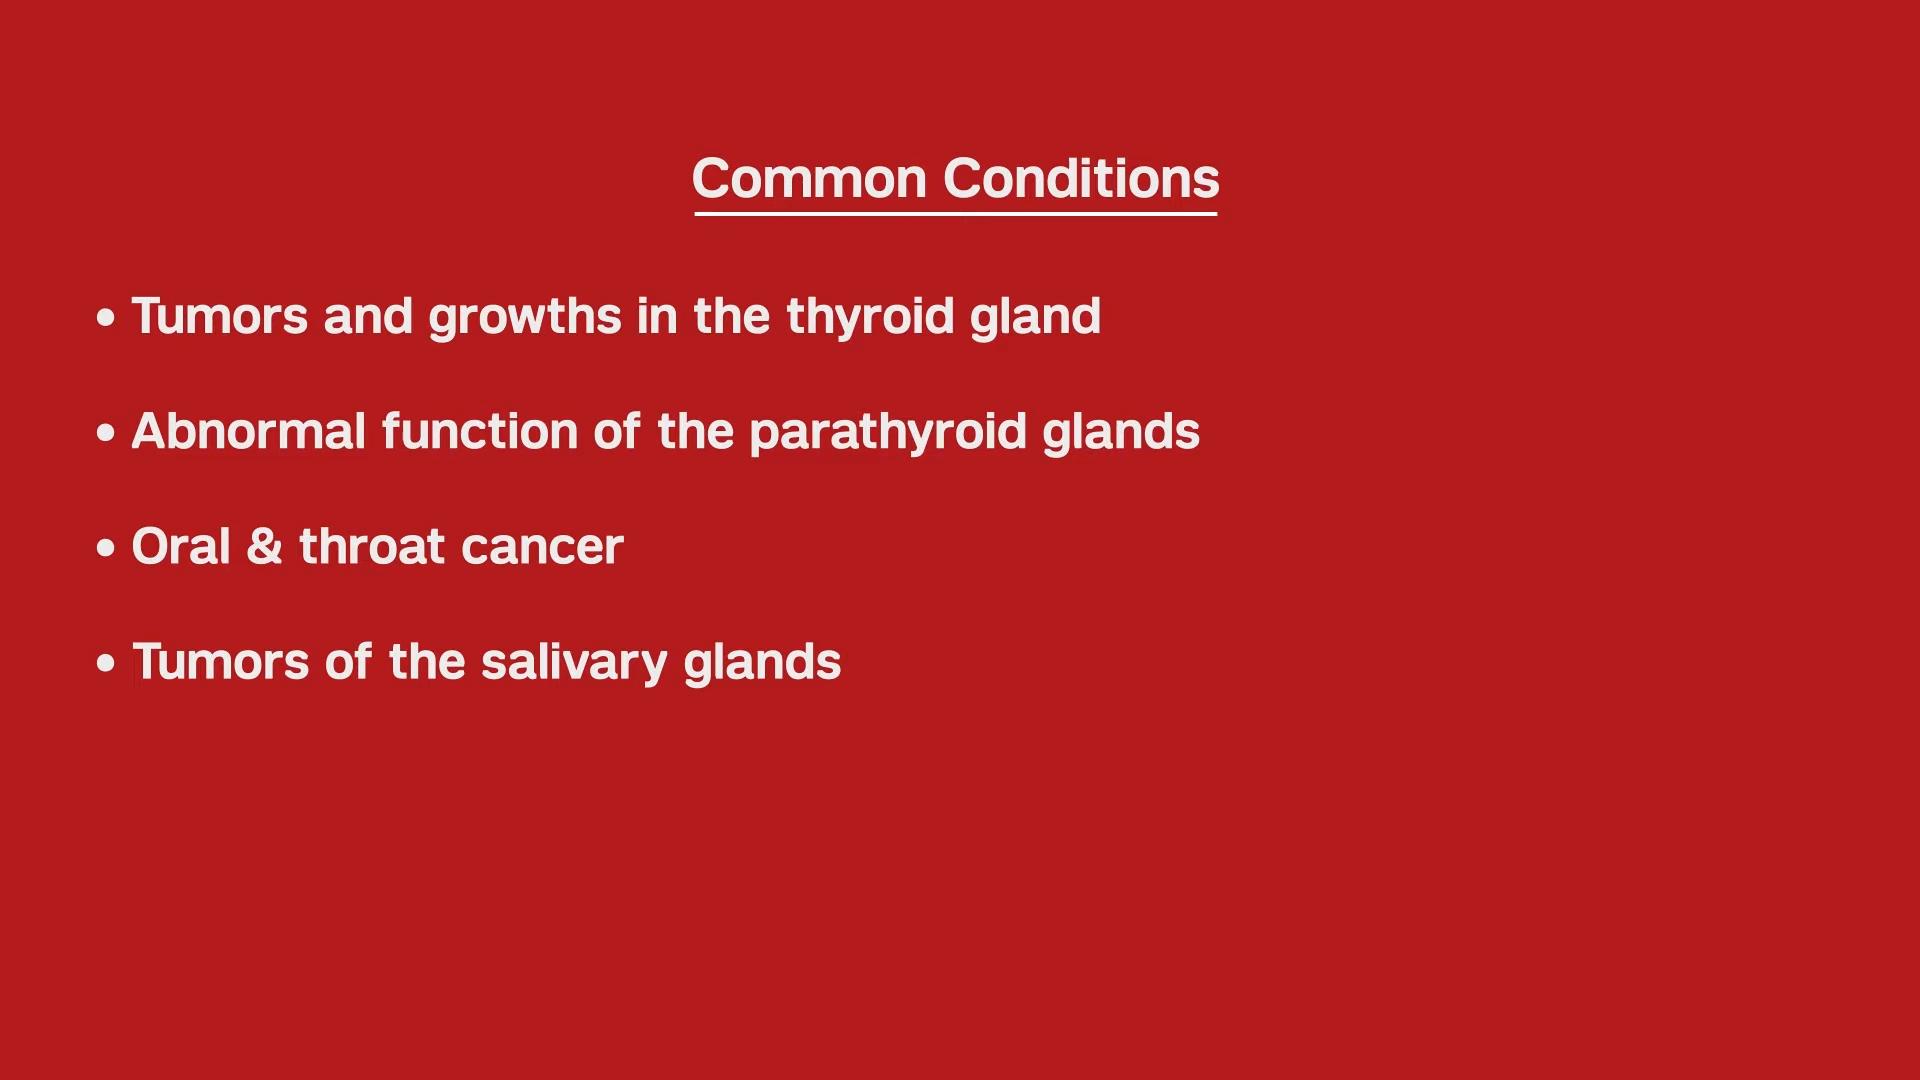 Common Conditions
• Tumors and growths in the thyroid gland
• Abnormal function of the parathyroid glands
• Oral & throat cancer
• Tumors of the salivary glands